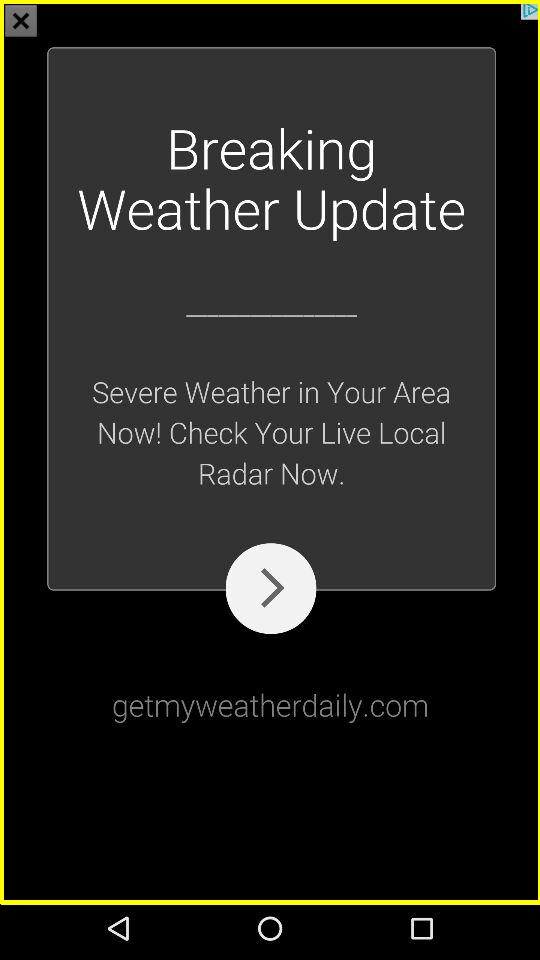 Breaking
Weather Update
Severe Weather in Your Area
Now! Check Your Live Local
Radar Now.
getmyweatherdaily.com